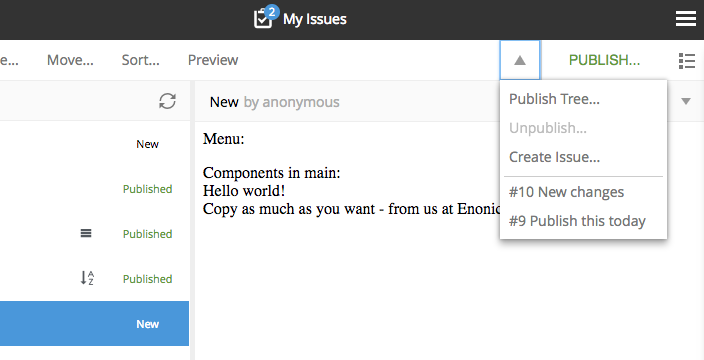 2
My Issues
e...
Move...
Sort...
Preview
PUBLISH...
New by anonymous
Publish Tree...
Unpublish...
Create Issue...
#10 New changes
#9 Publish this today
New
Published
Published
A
Z
Published
New
Menu:
Components in main:
Hello world!
Copy as much as you want - from us at Enonic